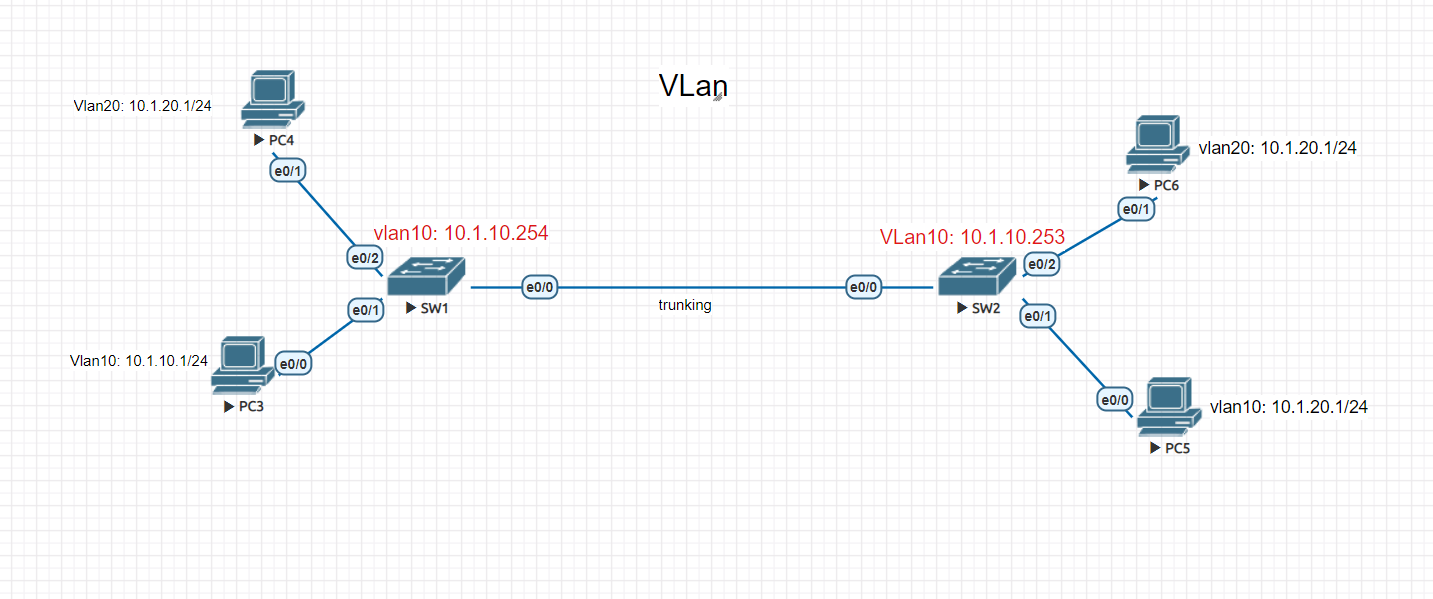 VLan
Vlan20: 10.1.20.1/24
PC4
e0/1
vlan20: 10.1.20.1/24
PC6
e0/1
vlan10: 10.1.10.254
VLan10: 10.1.10.253
e0/2
e0/2
e0/0
e0/0
trunking
SW1
SW2
e0/1
e0/1
Vlan10: 10.1.10.1/24
e0/0
PC3
e0/0
vlan10: 10.1.20.1/24
PC5